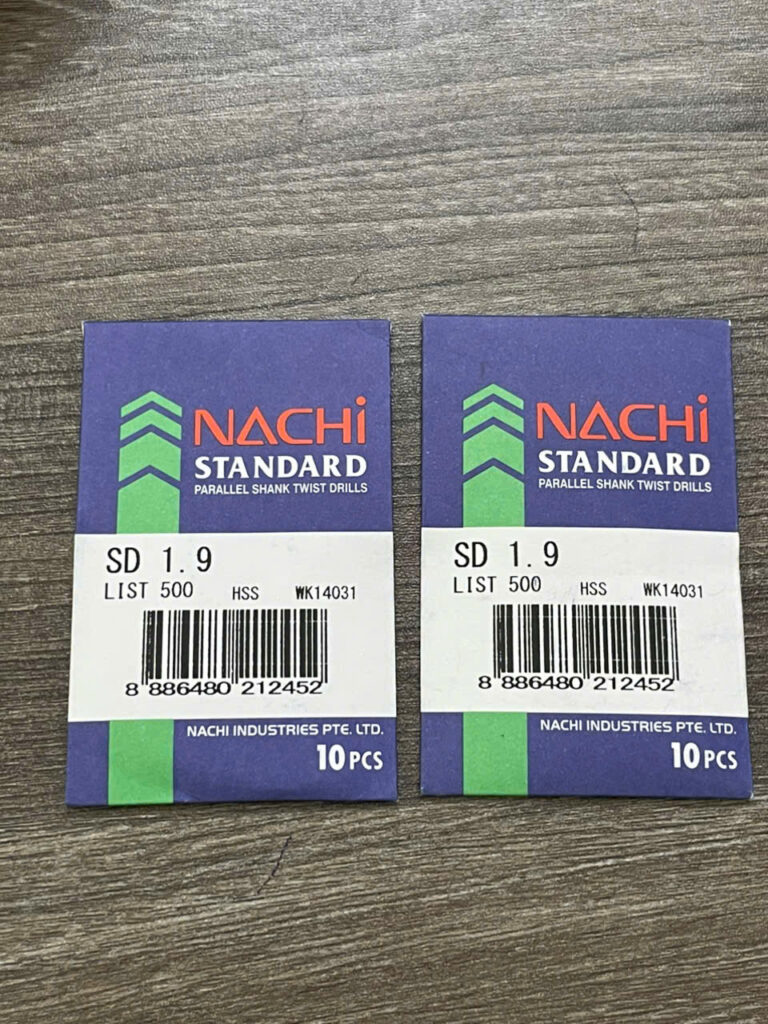 NACHi
STANDARD
PARALLEL SHANK TWIST DRILLS
SD 1.9
LIST 500 HSS WK14031
8 886480 212452
NACHI INDUSTRIES PTE. LTD.
10 PCS
NACHi
STANDARD
PARALLEL SHANK TWIST DRILLS
SD 1.9
LIST 500 HSS WK14031
8 886480 212452
NACHI INDUSTRIES PTE. LTD.
10 PCS